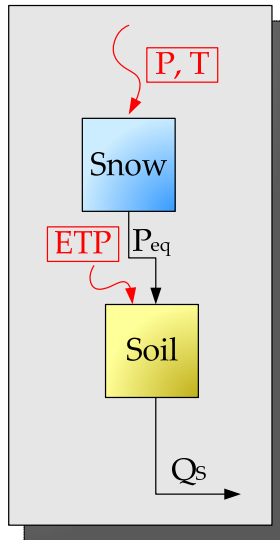 P, T
Snow
Peq
ETP
Soil
Qs